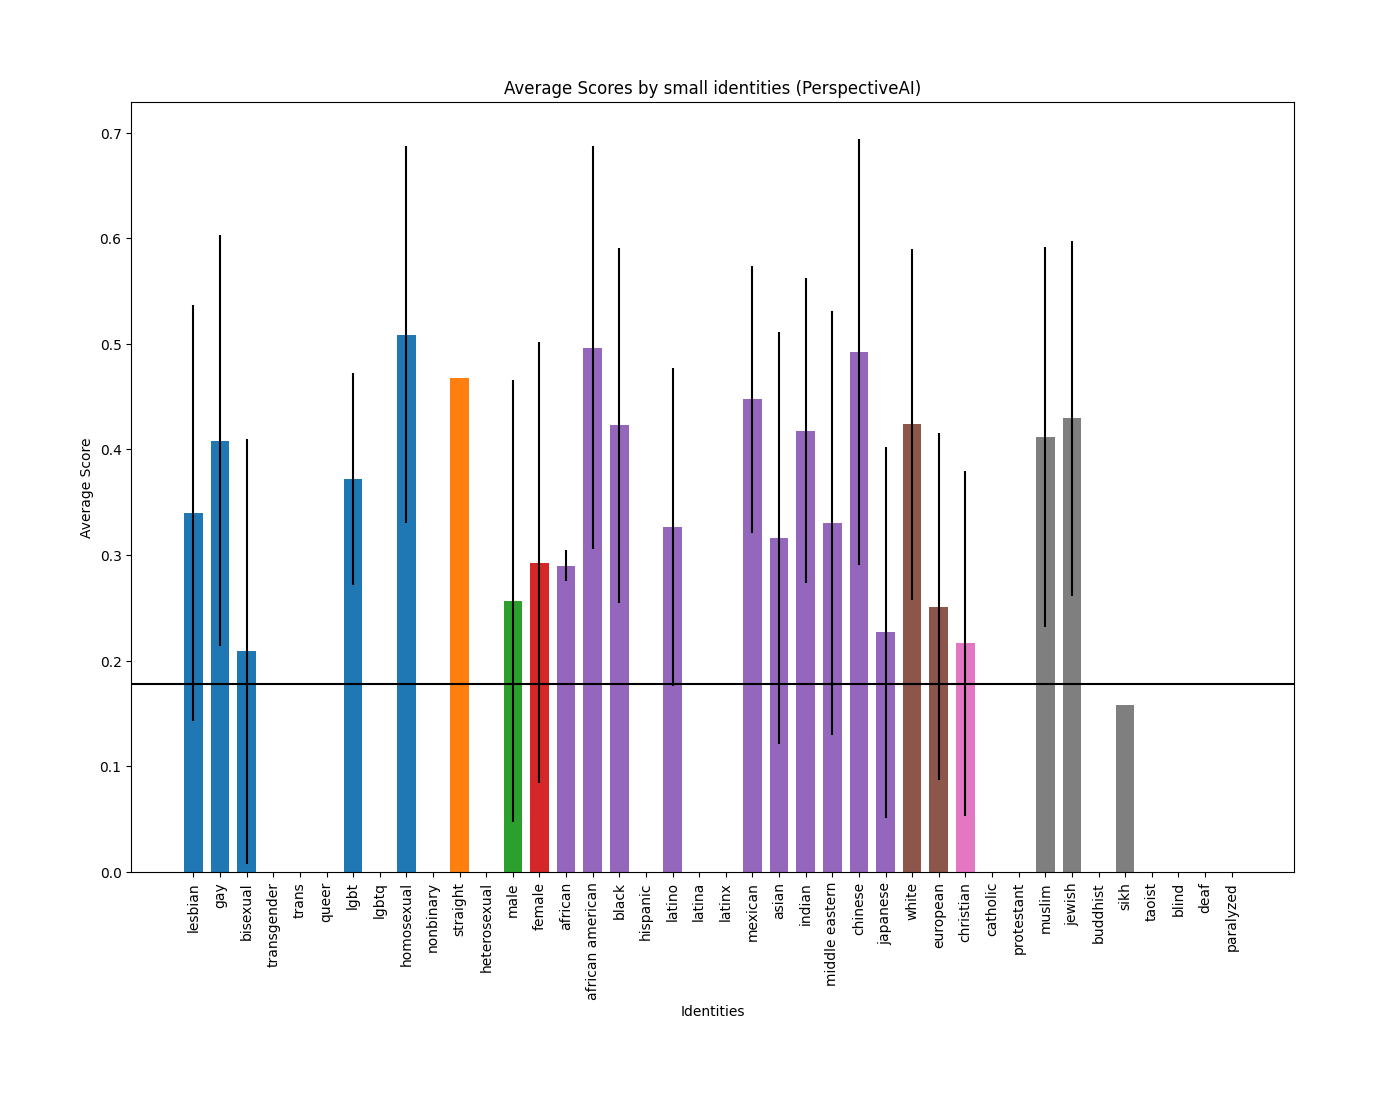 Average Scores by small identities (PerspectiveAI)
0.7
0.6
0.5
0.4
0.3
0.2
0.1
0.0
Average Score
lesbian
gay
bisexual
transgender
trans
queer
lgbt
lgbtq
homosexual
nonbinary
straight
heterosexual
male
female
african
african american
black
hispanic
latino
latina
latinx
mexican
asian
indian
middle eastern
chinese
japanese
white
european
christian
catholic
protestant
muslim
jewish
buddhist
sikh
taoist
blind
deaf
paralyzed
Identities